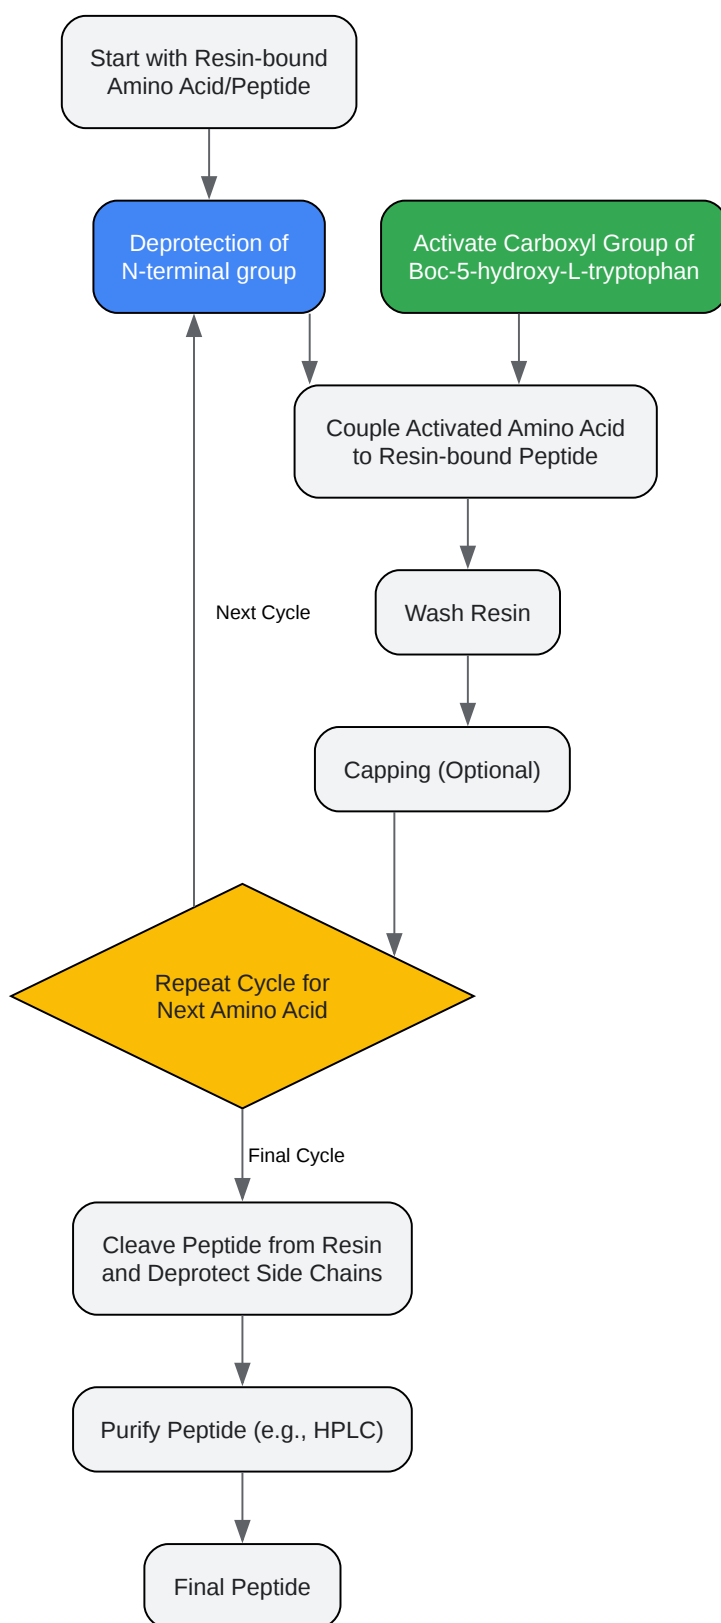 Start with Resin-bound
Amino Acid/Peptide
Deprotection of
N-terminal group
Activate Carboxyl Group of
Boc-5-hydroxy-L-tryptophan
Couple Activated Amino Acid
to Resin-bound Peptide
Next Cycle
Wash Resin
Capping (Optional)
Repeat Cycle for
Next Amino Acid
Final Cycle
Cleave Peptide from Resin
and Deprotect Side Chains
Purify Peptide (e.g., HPLC)
Final Peptide